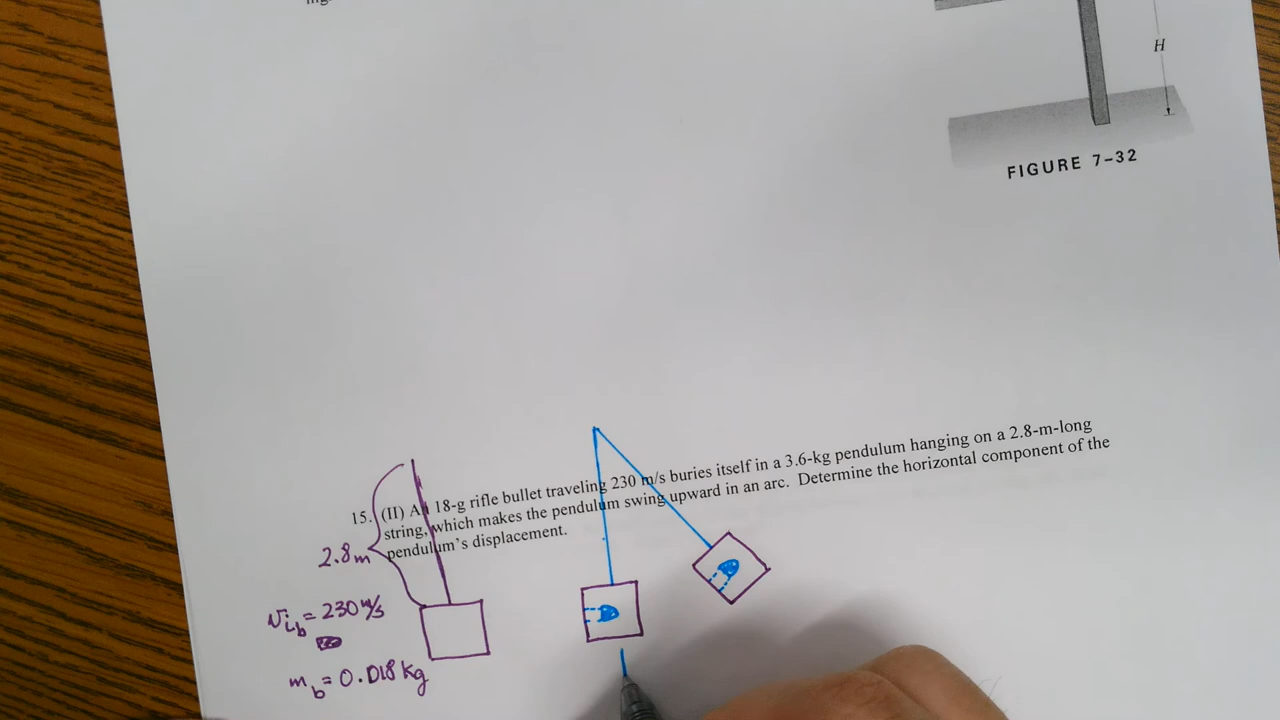 H
FIGURE 7–32
15. (II) An 18-g rifle bullet traveling 230 m/s buries itself in a 3.6-kg pendulum hanging on a 2.8-m-long
string, which makes the pendulum swing upward in an arc. Determine the horizontal component of the
pendulum's displacement.
2.8m
v_ib = 230 m/s
m_b = 0.018 kg